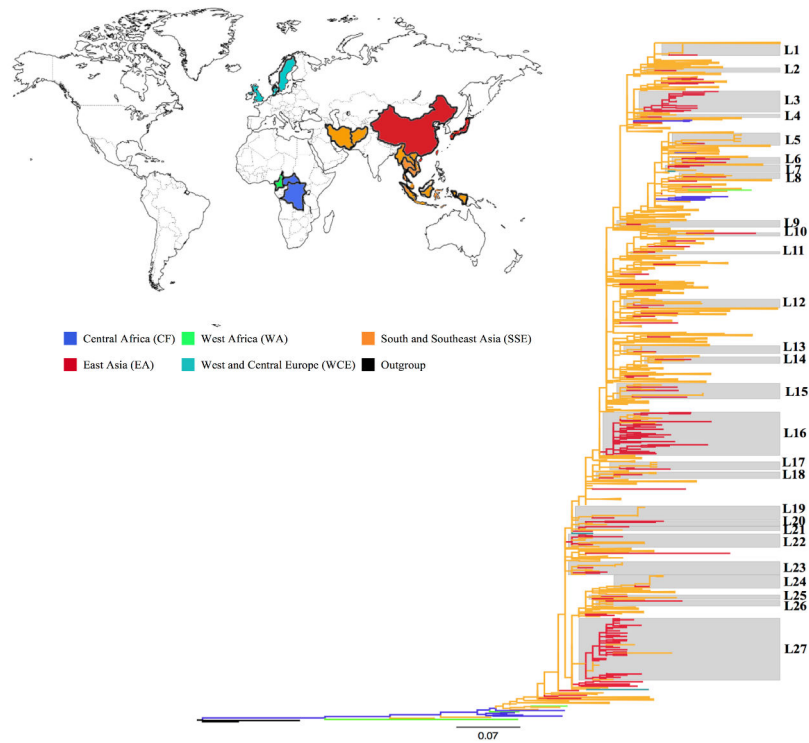 Central Africa (CF)
West Africa (WA)
South and Southeast Asia (SSE)
East Asia (EA)
West and Central Europe (WCE)
Outgroup
L1
L2
L3
L4
L5
L6
L7
L8
L9
L10
L11
L12
L13
L14
L15
L16
L17
L18
L19
L20
L21
L22
L23
L24
L25
L26
L27
0.07